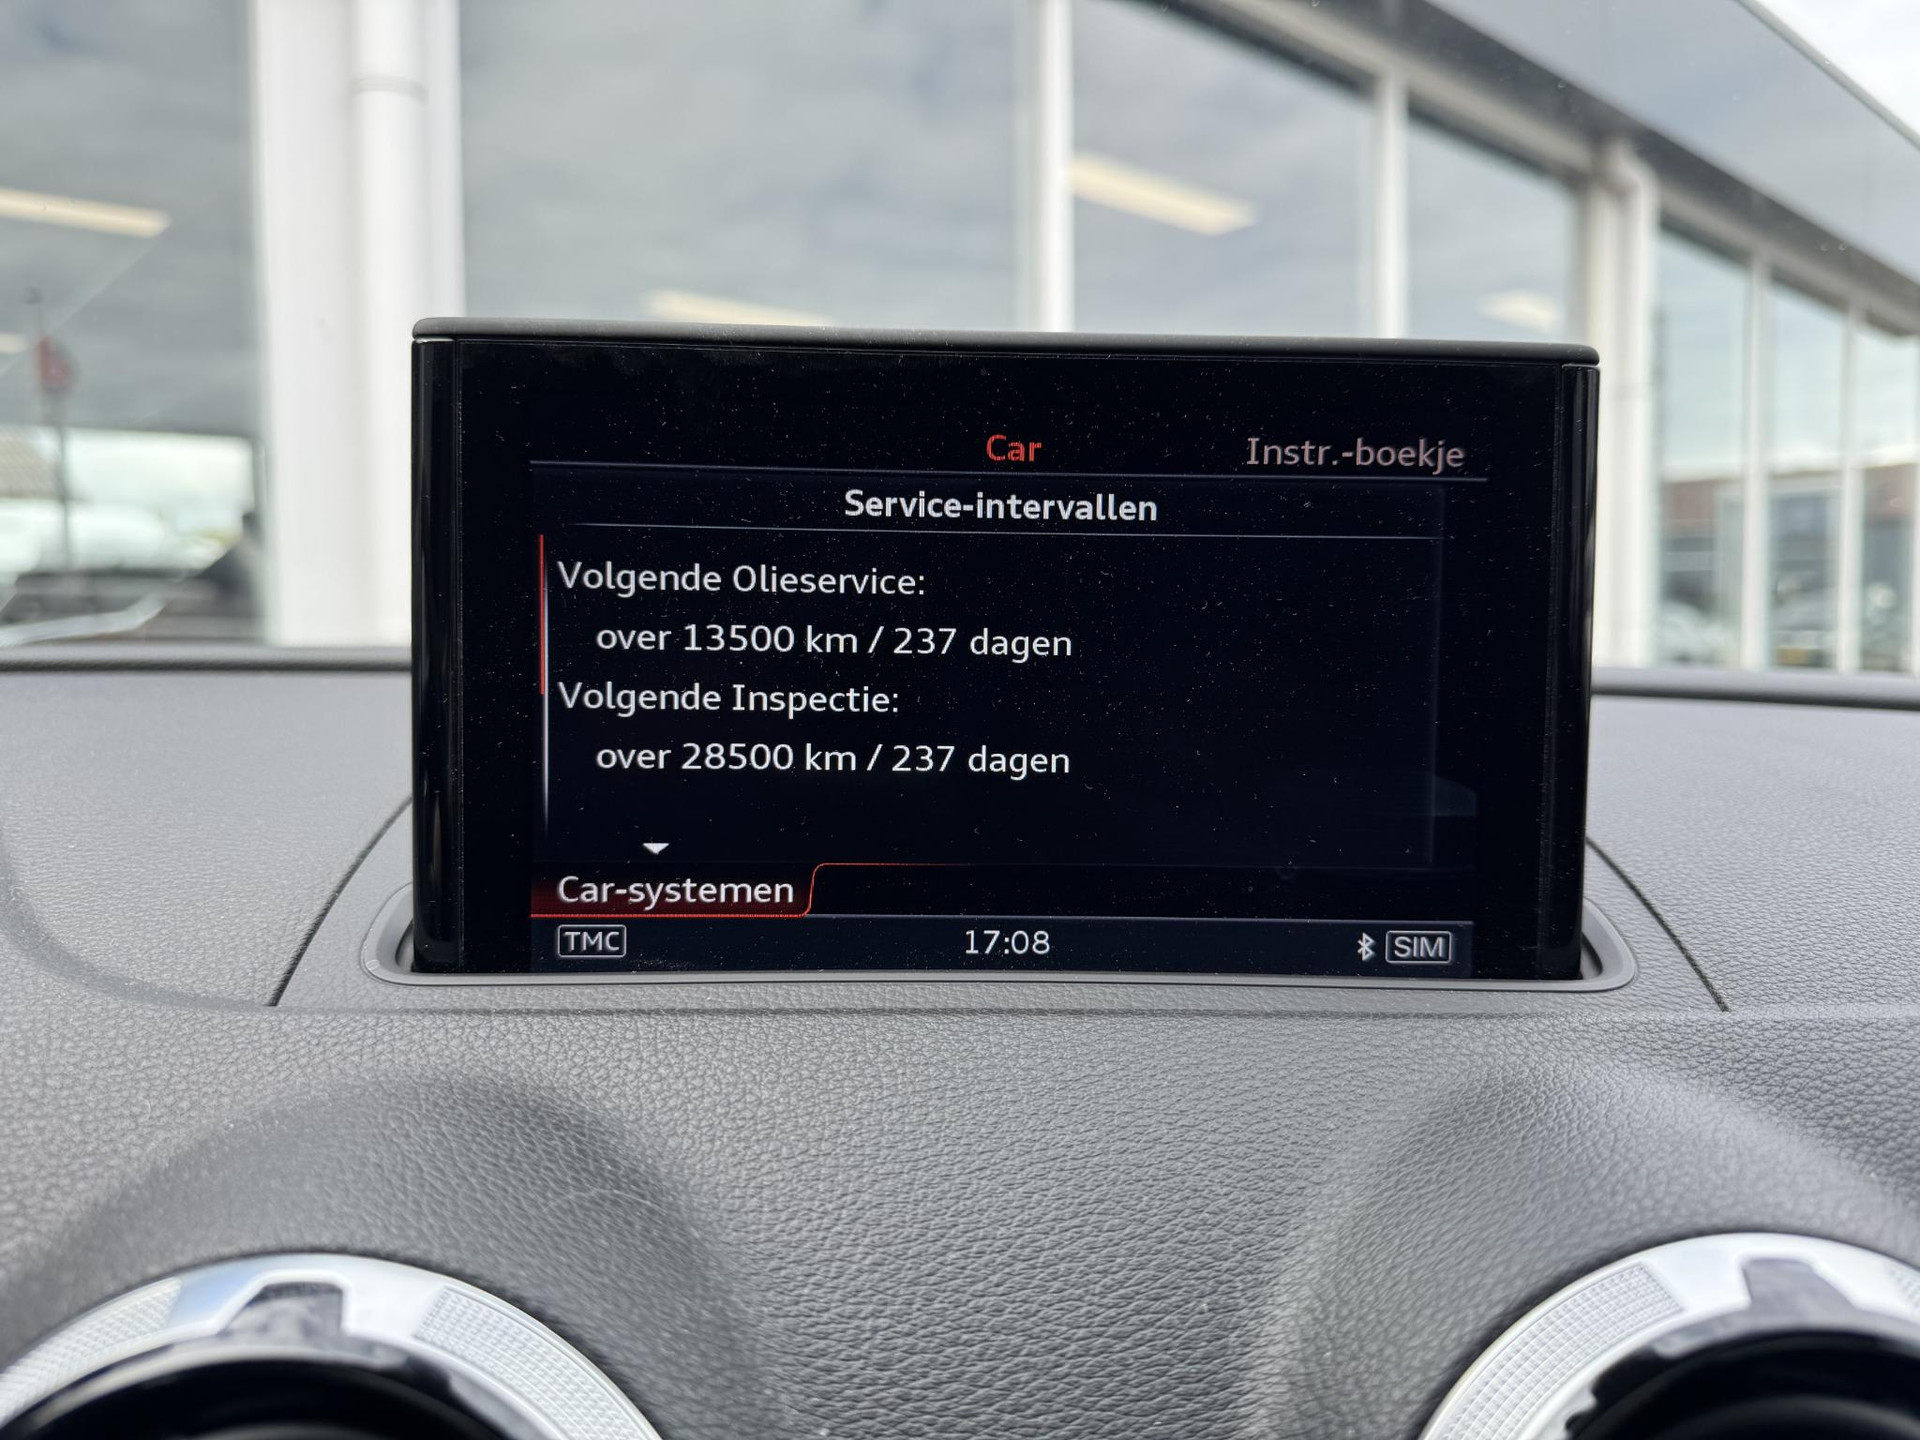 Car
Instr.-boekje
Service-intervallen
Volgende Olieservice:
over 13500 km / 237 dagen
Volgende Inspectie:
over 28500 km / 237 dagen
Car-systemen
TMC
17:08
SIM